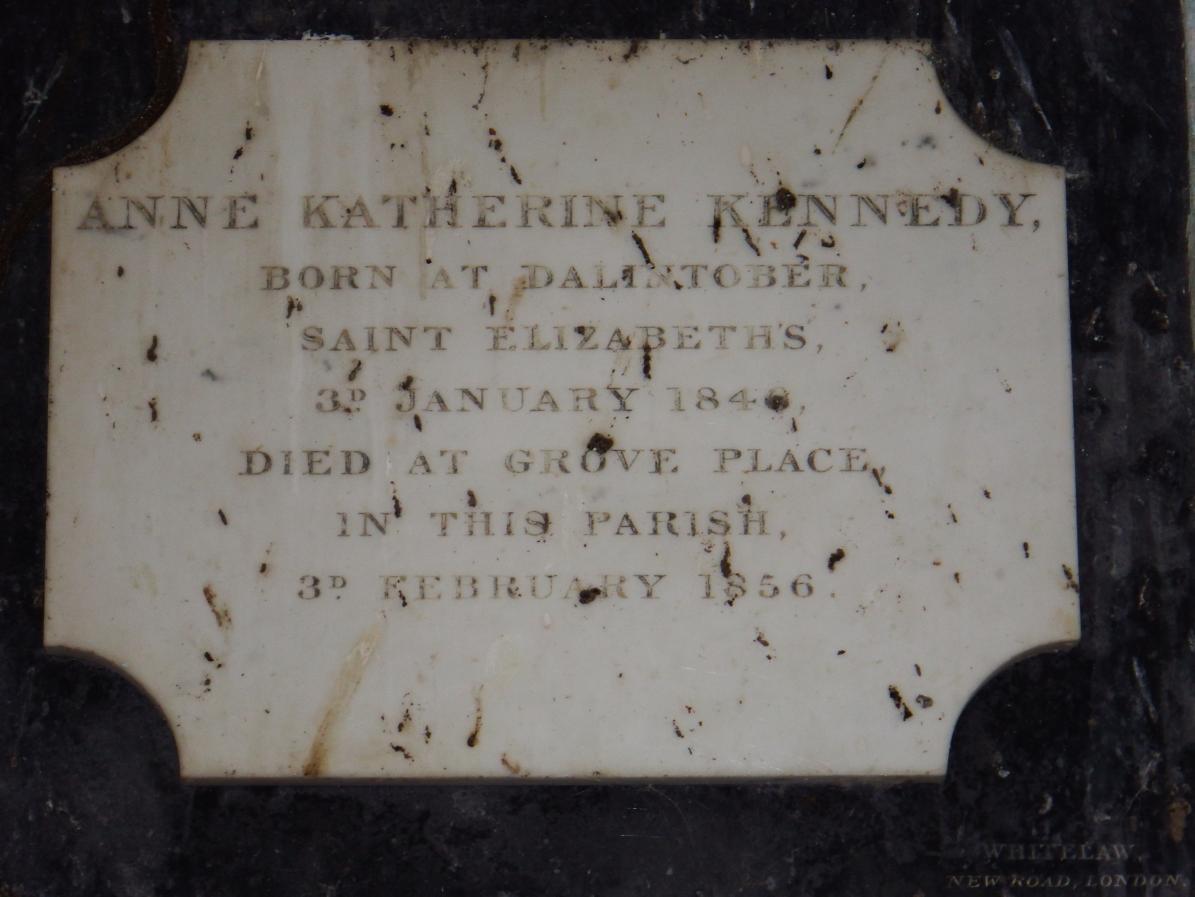 ANNE KATHERINE KENNEDY,
BORN AT DALINTOBER,
SAINT ELIZABETH'S,
3D JANUARY
DIED AT GROVE PLACE,
IN THIS PARISH,
3D FEBRUARY 1856.
WHITELAW,
NEW ROAD, LONDON.